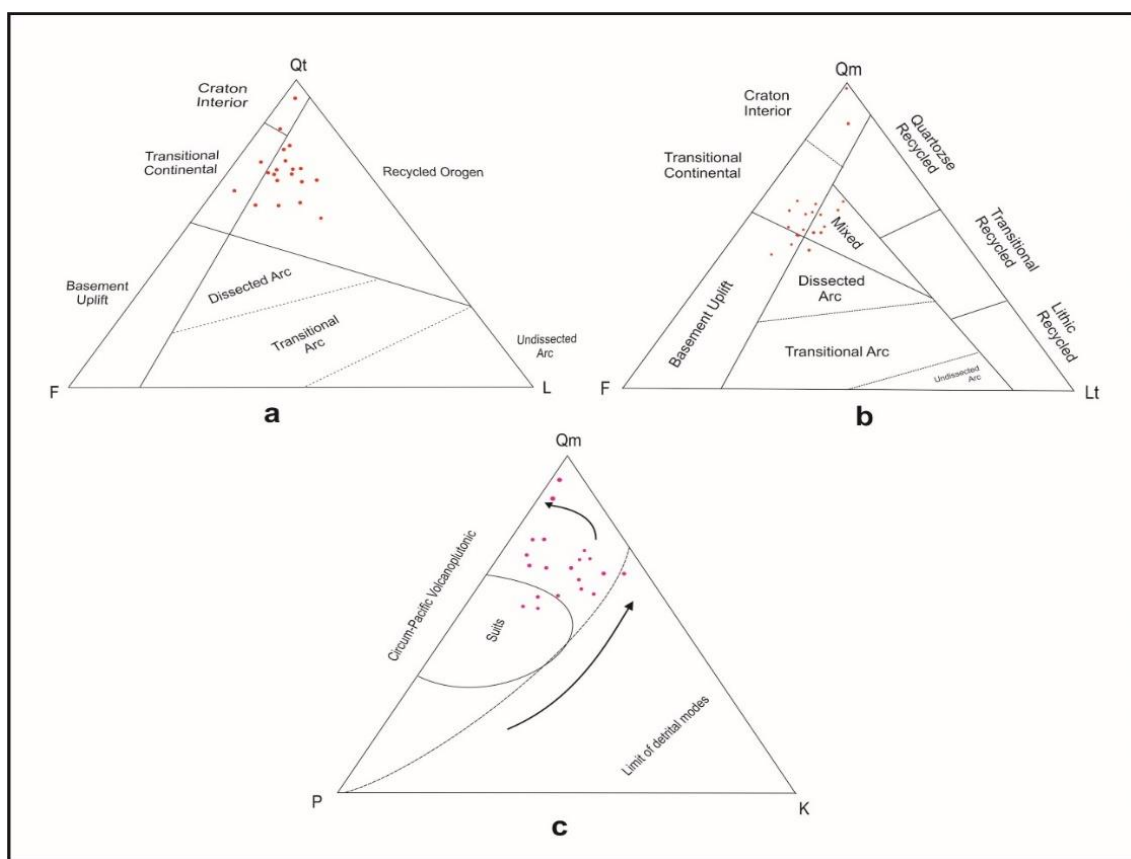 Qt
Craton
Interior
Transitional
Continental
Recycled Orogen
Basement
Uplift
Dissected Arc
Transitional
Arc
Undissected
Arc
F
L
a
Qm
Craton
Interior
Quartozse
Recycled
Transitional
Continental
Mixed
Transitional
Recycled
Basement Uplift
Dissected
Arc
Lithic
Recycled
Transitional Arc
Undissected
Arc
F
Lt
b
Qm
Circum-Pacific Volcanoplutonic
Suits
Limit of detrital modes
P
K
c